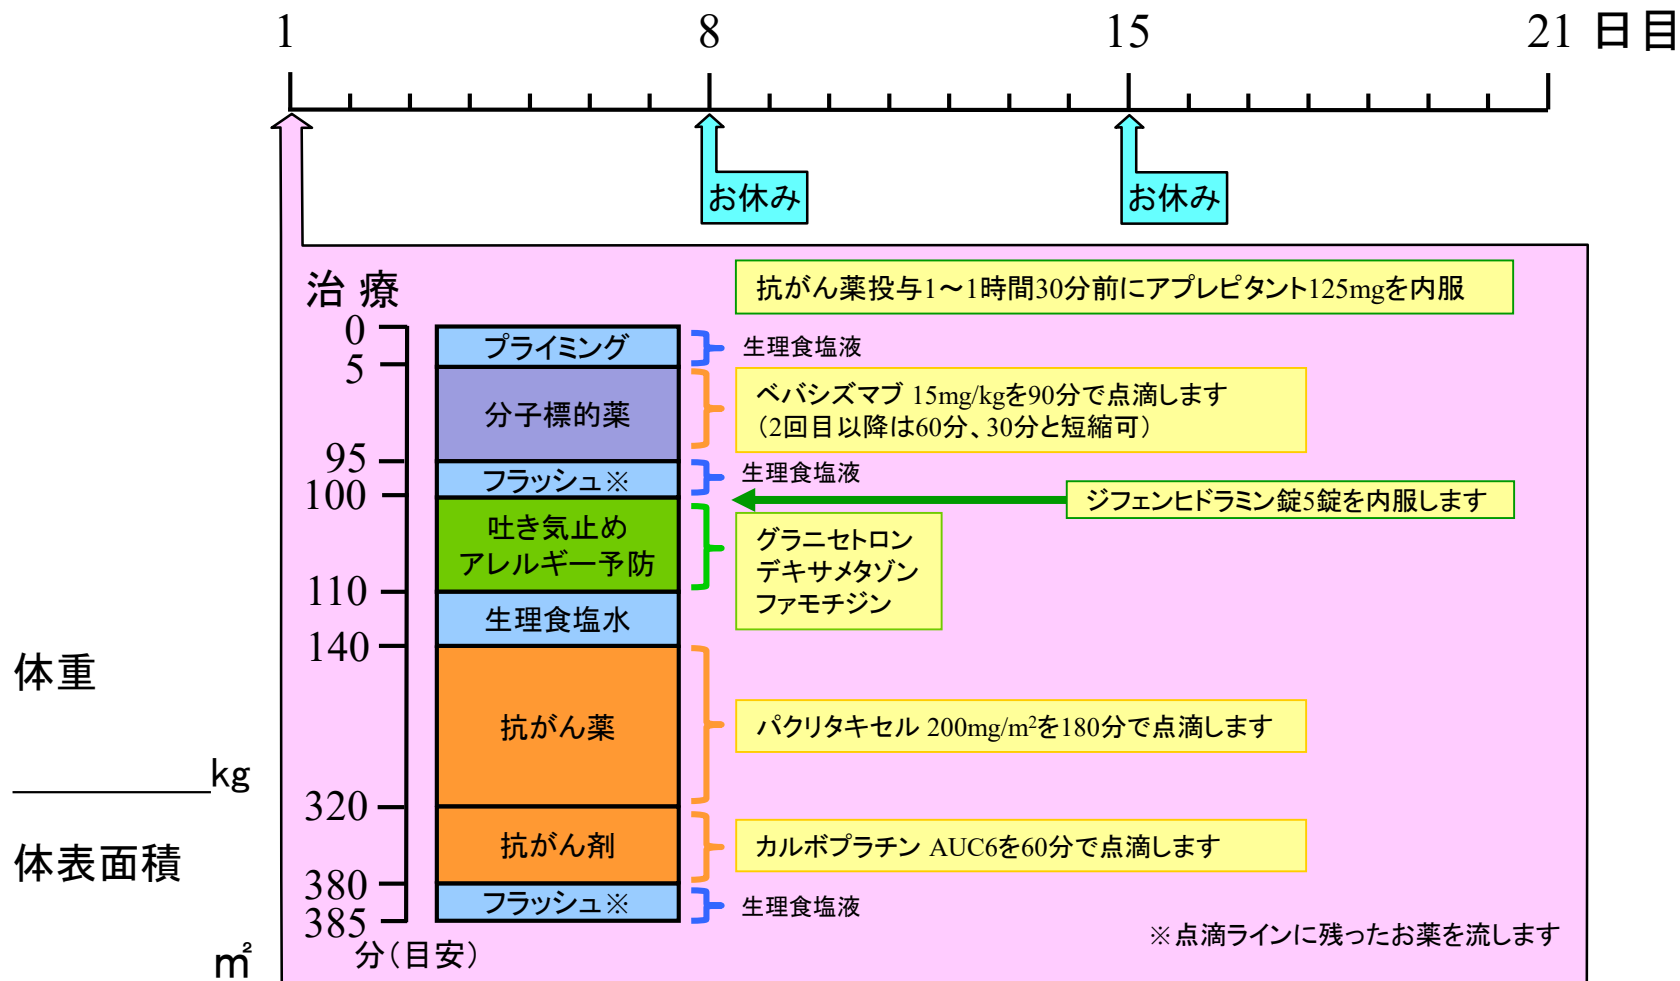 1 8 15 21 日目
お休み お休み
治 療
抗がん薬投与1～1時間30分前にアプレピタント125mgを内服
0
プライミング
生理食塩液
5
分子標的薬
ベバシズマブ 15mg/kgを90分で点滴します
（2回目以降は60分、30分と短縮可）
95
フラッシュ※
生理食塩液
100
ジフェンヒドラミン錠5錠を内服します
吐き気止め
アレルギー予防
グラニセトロン
デキサメタゾン
ファモチジン
110
生理食塩水
140
抗がん薬
パクリタキセル 200mg/m²を180分で点滴します
320
抗がん剤
カルボプラチン AUC6を60分で点滴します
380
フラッシュ※
生理食塩液
385
分（目安）
※点滴ラインに残ったお薬を流します
体重
kg
体表面積
㎡